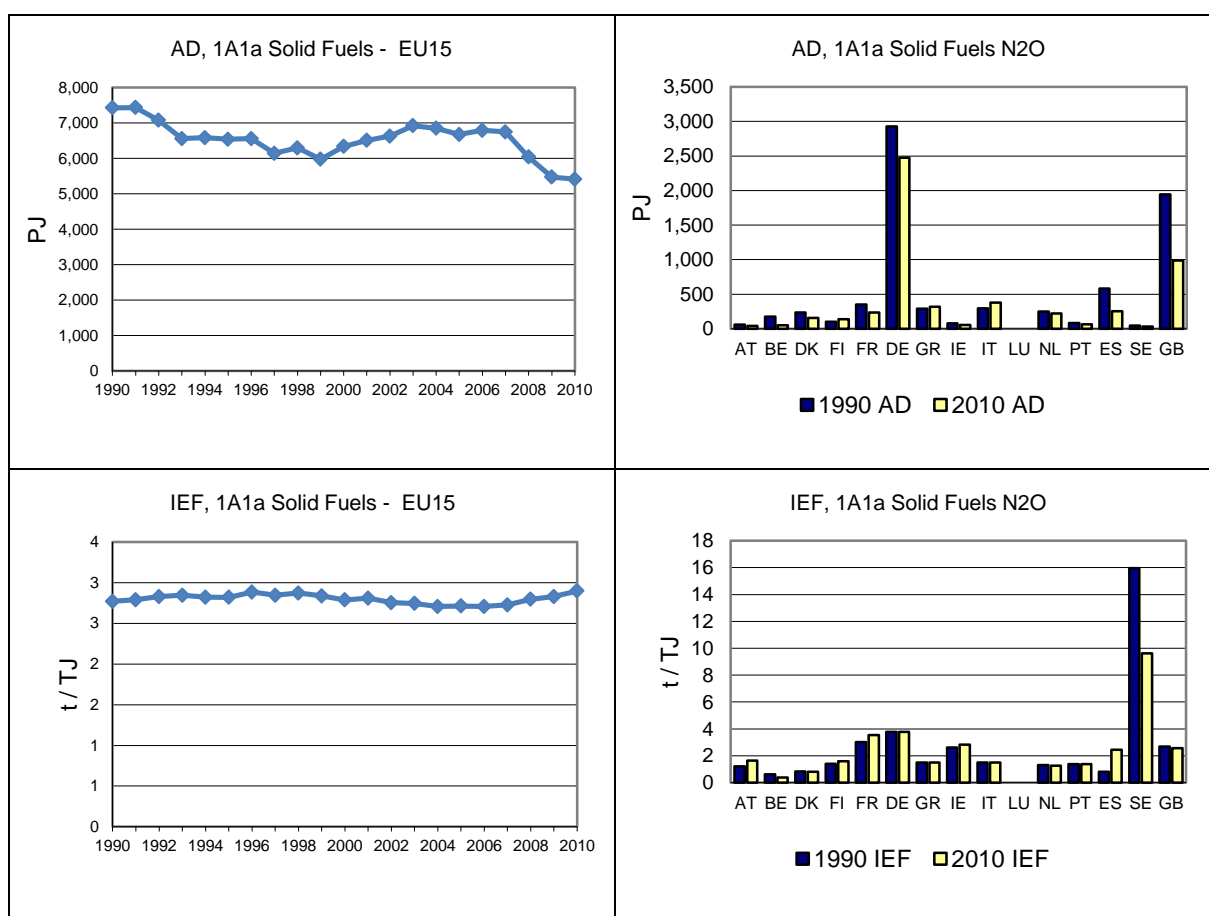 AD, 1A1a Solid Fuels - EU15
8,000
7,000
6,000
5,000
4,000
3,000
2,000
1,000
0
PJ
1990 1992 1994 1996 1998 2000 2002 2004 2006 2008 2010
AD, 1A1a Solid Fuels N2O
3,500
3,000
2,500
2,000
1,500
1,000
500
0
PJ
AT BE DK FI FR DE GR IE IT LU NL PT ES SE GB
1990 AD 2010 AD
IEF, 1A1a Solid Fuels - EU15
4
3
3
2
2
1
1
0
t / TJ
1990 1992 1994 1996 1998 2000 2002 2004 2006 2008 2010
IEF, 1A1a Solid Fuels N2O
18
16
14
12
10
8
6
4
2
0
t / TJ
AT BE DK FI FR DE GR IE IT LU NL PT ES SE GB
1990 IEF 2010 IEF